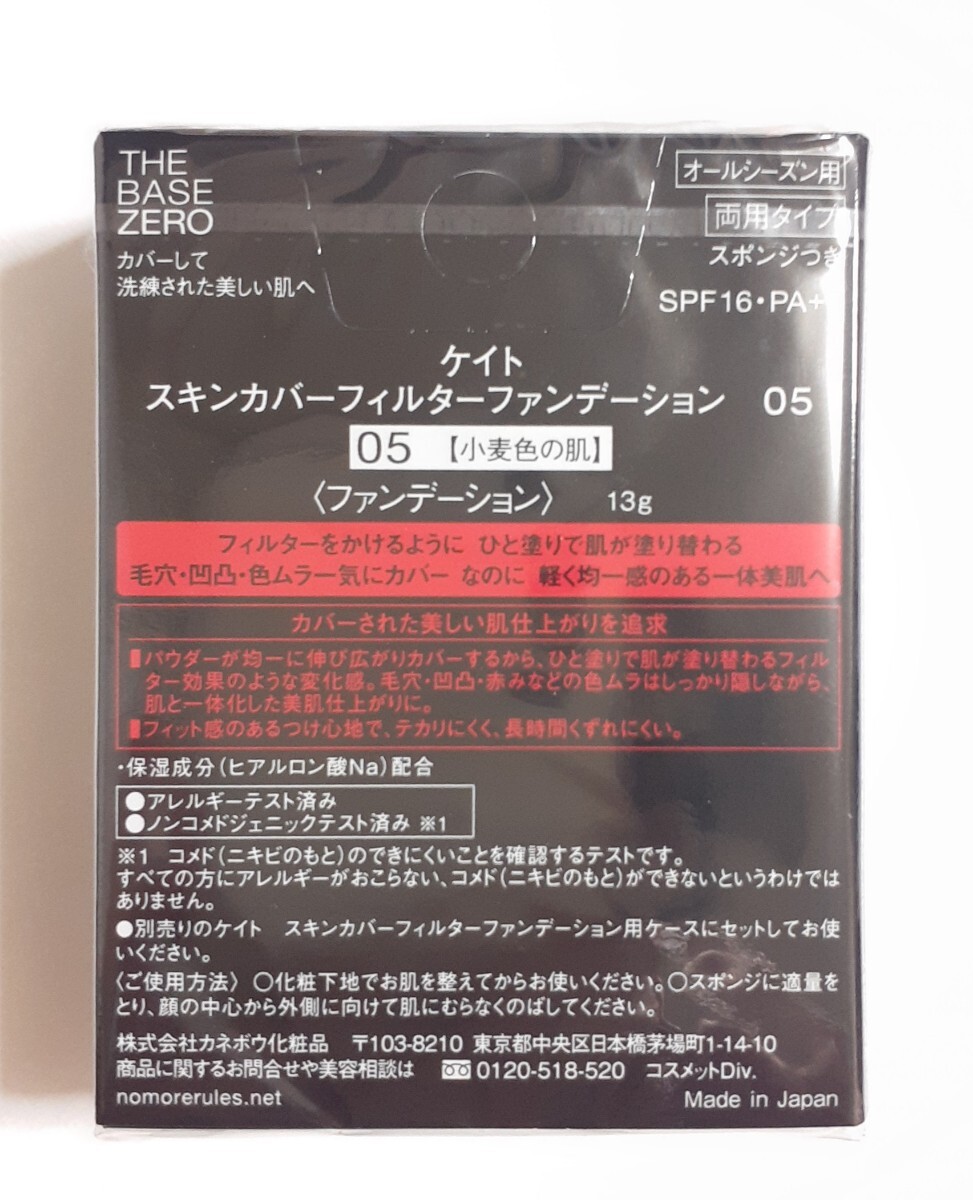 THE
BASE
ZERO
カバーして
洗練された美しい肌へ
オールシーズン用
両用タイプ
スポンジつき
SPF16・PA+
ケイト
スキンカバーフィルターファンデーション 05
05 【小麦色の肌】
〈ファンデーション〉 13g
フィルターをかけるように ひと塗りで肌が塗り替わる
毛穴・凹凸・色ムラ一気にカバー なのに 軽く均一感のある一体美肌へ
カバーされた美しい肌仕上がりを追求
■パウダーが均一に伸び広がりカバーするから、ひと塗りで肌が塗り替わるフィル
ター効果のような変化感。毛穴・凹凸・赤みなどの色ムラはしっかり隠しながら、
肌と一体化した美肌仕上がりに。
■フィット感のあるつけ心地で、テカリにくく、長時間くずれにくい。
・保湿成分(ヒアルロン酸Na)配合
●アレルギーテスト済み
●ノンコメドジェニックテスト済み ※1
※1 コメド(ニキビのもと)のできにくいことを確認するテストです。
すべての方にアレルギーがおこらない、コメド(ニキビのもと)ができないというわけでは
ありません。
●別売りのケイト スキンカバーフィルターファンデーション用ケースにセットしてお使
いください。
〈ご使用方法〉 ○化粧下地でお肌を整えてからお使いください。○スポンジに適量を
とり、顔の中心から外側に向けて肌にむらなくのばしてください。
株式会社カネボウ化粧品 〒103-8210 東京都中央区日本橋茅場町1-14-10
商品に関するお問合せや美容相談は 0120-518-520 コスメットDiv.
nomorerules.net
Made in Japan